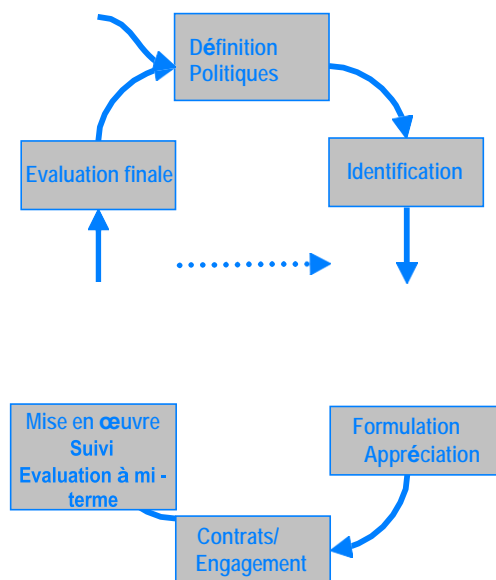 Définition
Politiques
Evaluation finale
Identification
Mise en œuvre
Suivi
Evaluation à mi -
terme
Formulation
Appréciation
Contrats/
Engagement